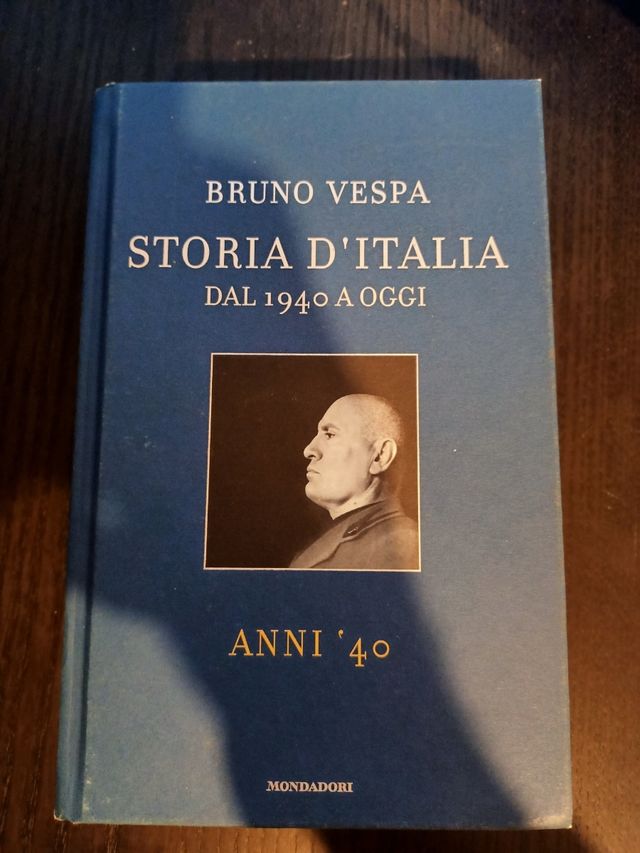 BRUNO VESPA
STORIA D'ITALIA
DAL 1940 A OGGI
ANNI '40
MONDADORI